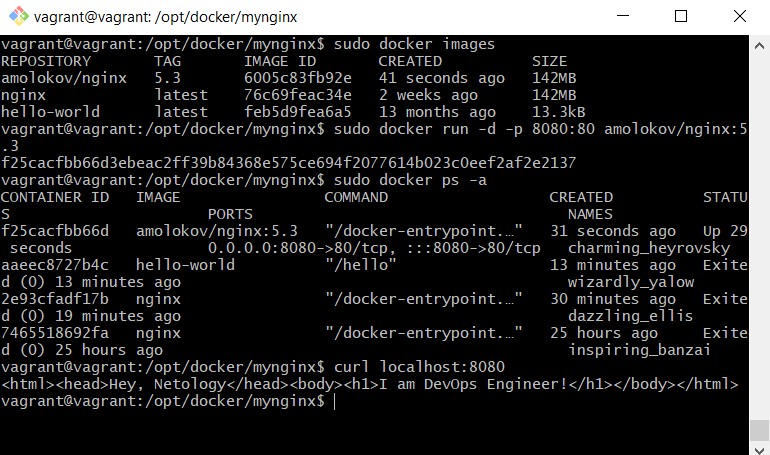 vagrant@vagrant: /opt/docker/mynginx
vagrant@vagrant:/opt/docker/mynginx$ sudo docker images
REPOSITORY       TAG       IMAGE ID       CREATED          SIZE
amolokov/nginx   5.3       6005c83fb92e   41 seconds ago   142MB
nginx            latest    76c69feac34e   2 weeks ago      142MB
hello-world      latest    feb5d9fea6a5   13 months ago    13.3kB
vagrant@vagrant:/opt/docker/mynginx$ sudo docker run -d -p 8080:80 amolokov/nginx:5
.3
f25cacfbb66d3ebeac2ff39b84368e575ce694f2077614b023c0eef2af2e2137
vagrant@vagrant:/opt/docker/mynginx$ sudo docker ps -a
CONTAINER ID   IMAGE                COMMAND                  CREATED          STATU
S                       PORTS                                   NAMES
f25cacfbb66d   amolokov/nginx:5.3   "/docker-entrypoint.…"   31 seconds ago   Up 29
 seconds                0.0.0.0:8080->80/tcp, :::8080->80/tcp   charming_heyrovsky
aaeec8727b4c   hello-world          "/hello"                 13 minutes ago   Exite
d (0) 13 minutes ago                                            wizardly_yalow
2e93cfadf17b   nginx                "/docker-entrypoint.…"   30 minutes ago   Exite
d (0) 19 minutes ago                                            dazzling_ellis
7465518692fa   nginx                "/docker-entrypoint.…"   25 hours ago     Exite
d (0) 25 hours ago                                              inspiring_banzai
vagrant@vagrant:/opt/docker/mynginx$ curl localhost:8080
<html><head>Hey, Netology</head><body><h1>I am DevOps Engineer!</h1></body></html>
vagrant@vagrant:/opt/docker/mynginx$